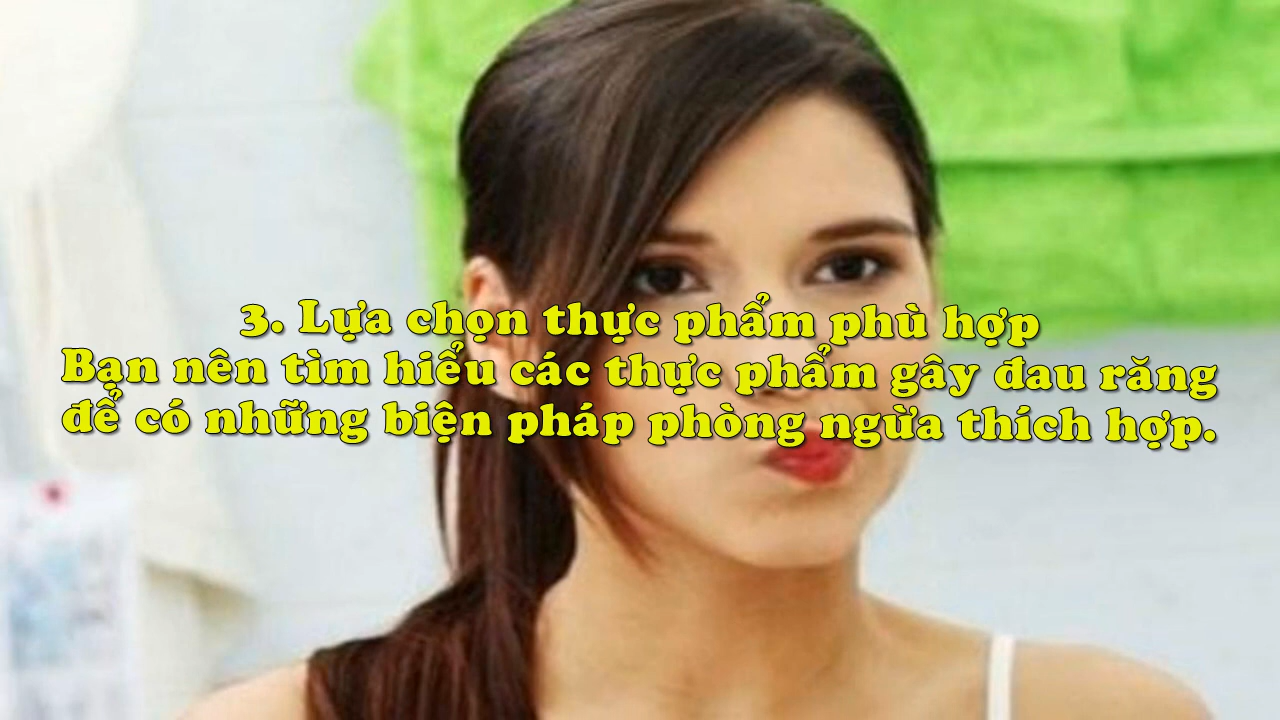 3. Lựa chọn thực phẩm phù hợp
Bạn nên tìm hiểu các thực phẩm gây đau răng
để có những biện pháp phòng ngừa thích hợp.